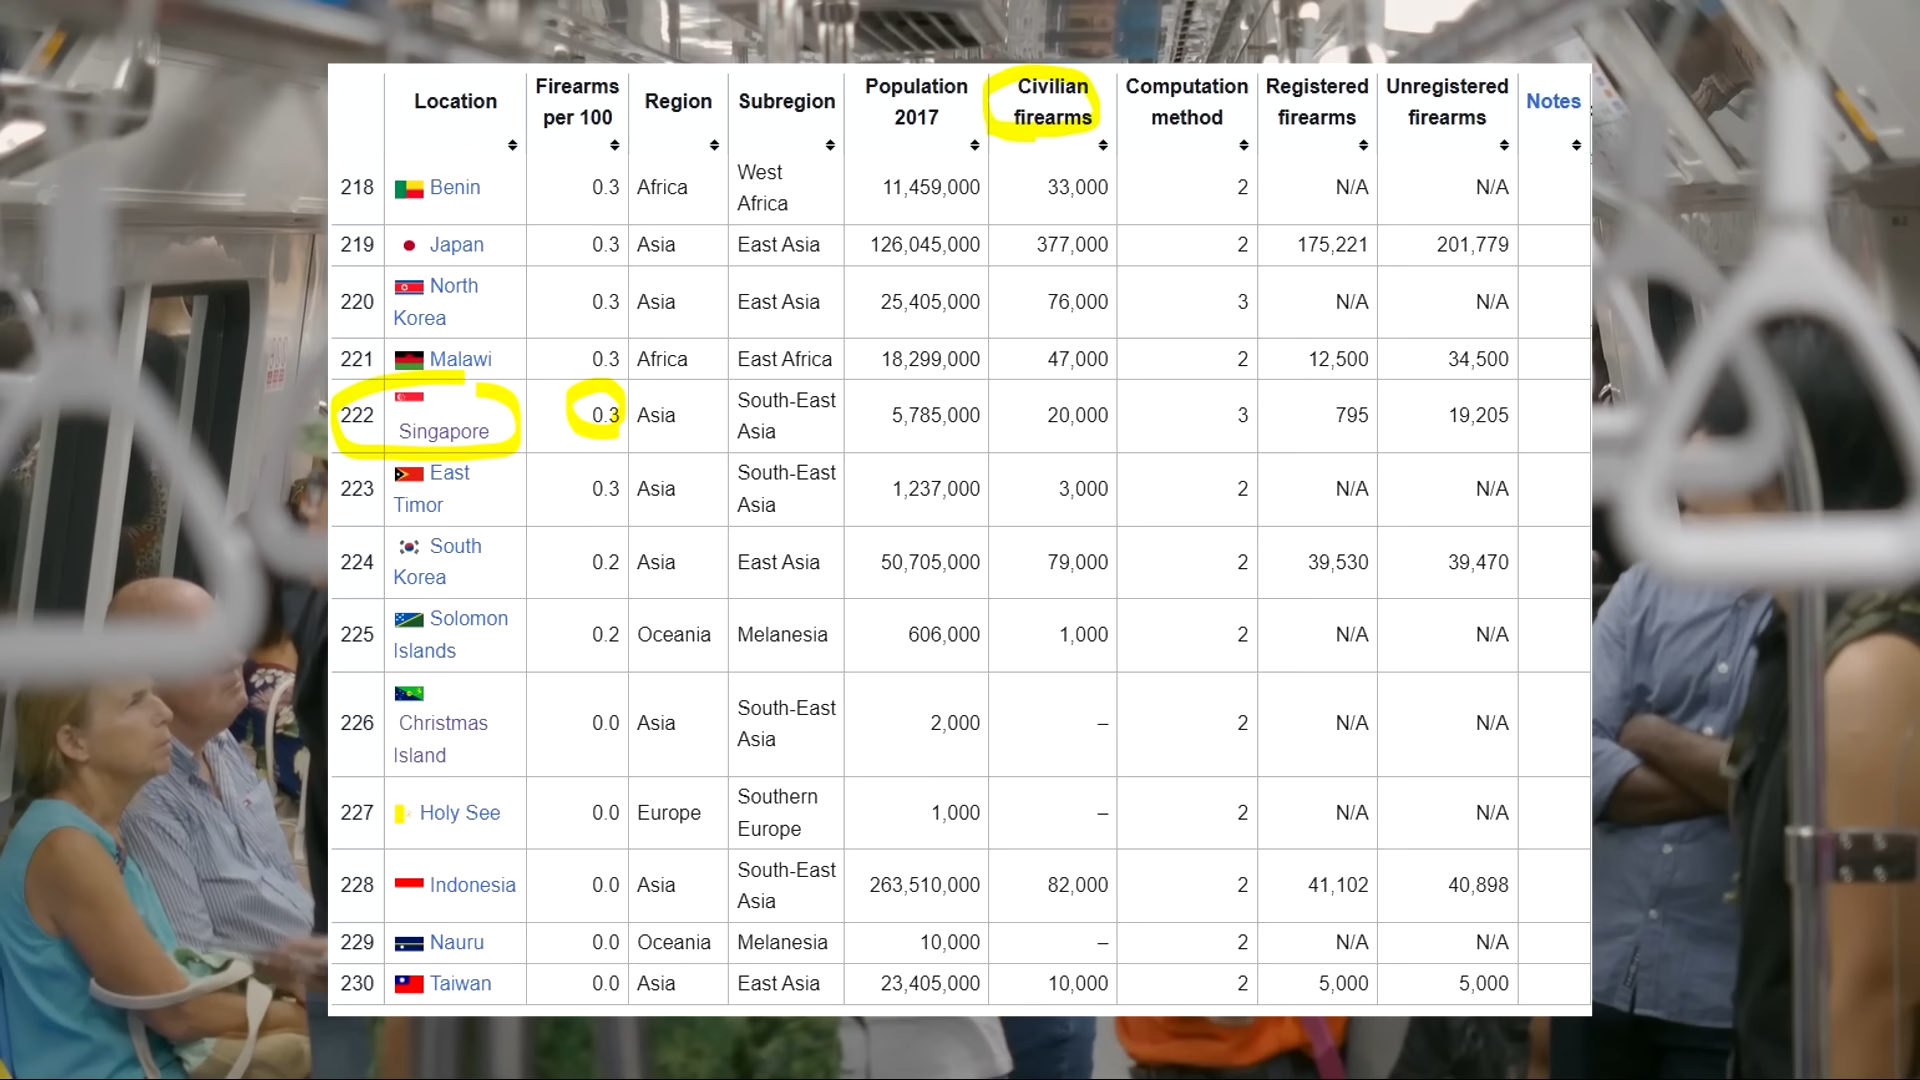 Location Firearms per 100 Region Subregion Population 2017 Civilian firearms Computation method Registered firearms Unregistered firearms Notes
218 Benin 0.3 Africa West Africa 11,459,000 33,000 2 N/A N/A
219 Japan 0.3 Asia East Asia 126,045,000 377,000 2 175,221 201,779
220 North Korea 0.3 Asia East Asia 25,405,000 76,000 3 N/A N/A
221 Malawi 0.3 Africa East Africa 18,299,000 47,000 2 12,500 34,500
222 Singapore 0.3 Asia South-East Asia 5,785,000 20,000 3 795 19,205
223 East Timor 0.3 Asia South-East Asia 1,237,000 3,000 2 N/A N/A
224 South Korea 0.2 Asia East Asia 50,705,000 79,000 2 39,530 39,470
225 Solomon Islands 0.2 Oceania Melanesia 606,000 1,000 2 N/A N/A
226 Christmas Island 0.0 Asia South-East Asia 2,000 – 2 N/A N/A
227 Holy See 0.0 Europe Southern Europe 1,000 – 2 N/A N/A
228 Indonesia 0.0 Asia South-East Asia 263,510,000 82,000 2 41,102 40,898
229 Nauru 0.0 Oceania Melanesia 10,000 – 2 N/A N/A
230 Taiwan 0.0 Asia East Asia 23,405,000 10,000 2 5,000 5,000